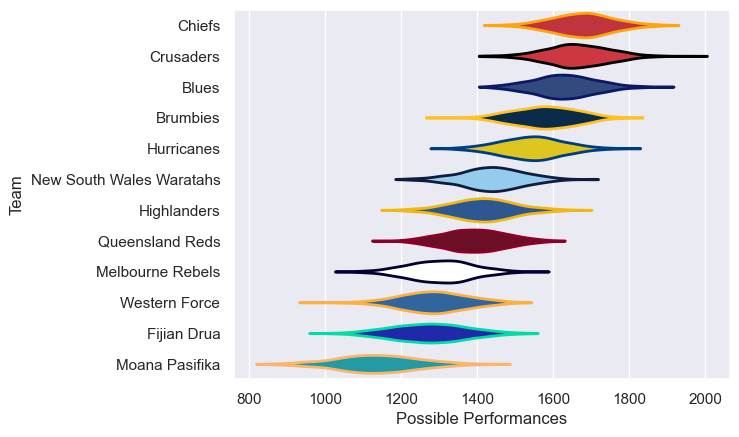 Chiefs
Crusaders
Blues
Brumbies
Hurricanes
New South Wales Waratahs
Highlanders
Queensland Reds
Melbourne Rebels
Western Force
Fijian Drua
Moana Pasifika
Team
800 1000 1200 1400 1600 1800 2000
Possible Performances